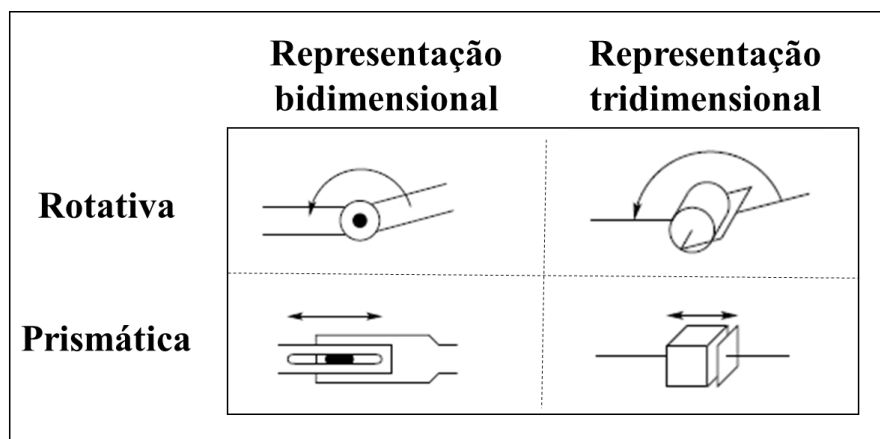 Representação
bidimensional
Representação
tridimensional
Rotativa
Prismática